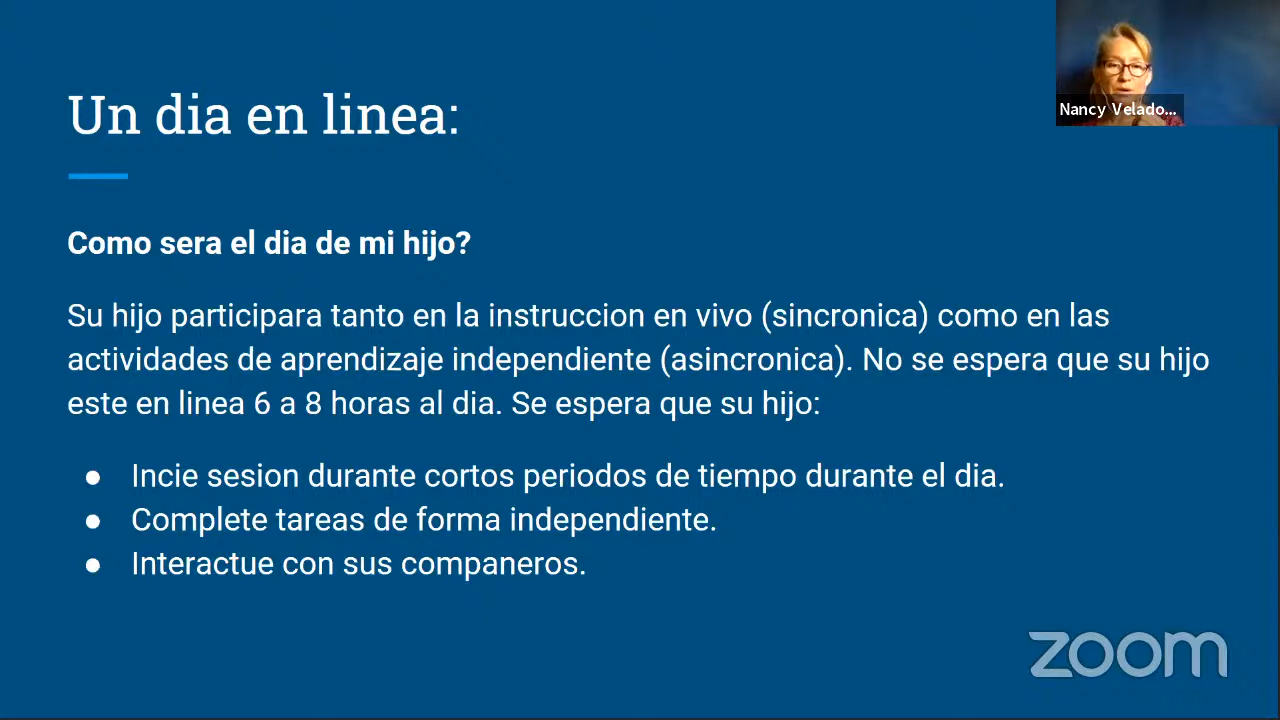 Un dia en linea:
Nancy Velado...
Como sera el dia de mi hijo?
Su hijo participara tanto en la instruccion en vivo (sincronica) como en las
actividades de aprendizaje independiente (asincronica). No se espera que su hijo
este en linea 6 a 8 horas al dia. Se espera que su hijo:
● Incie sesion durante cortos periodos de tiempo durante el dia.
● Complete tareas de forma independiente.
● Interactue con sus companeros.
zoom